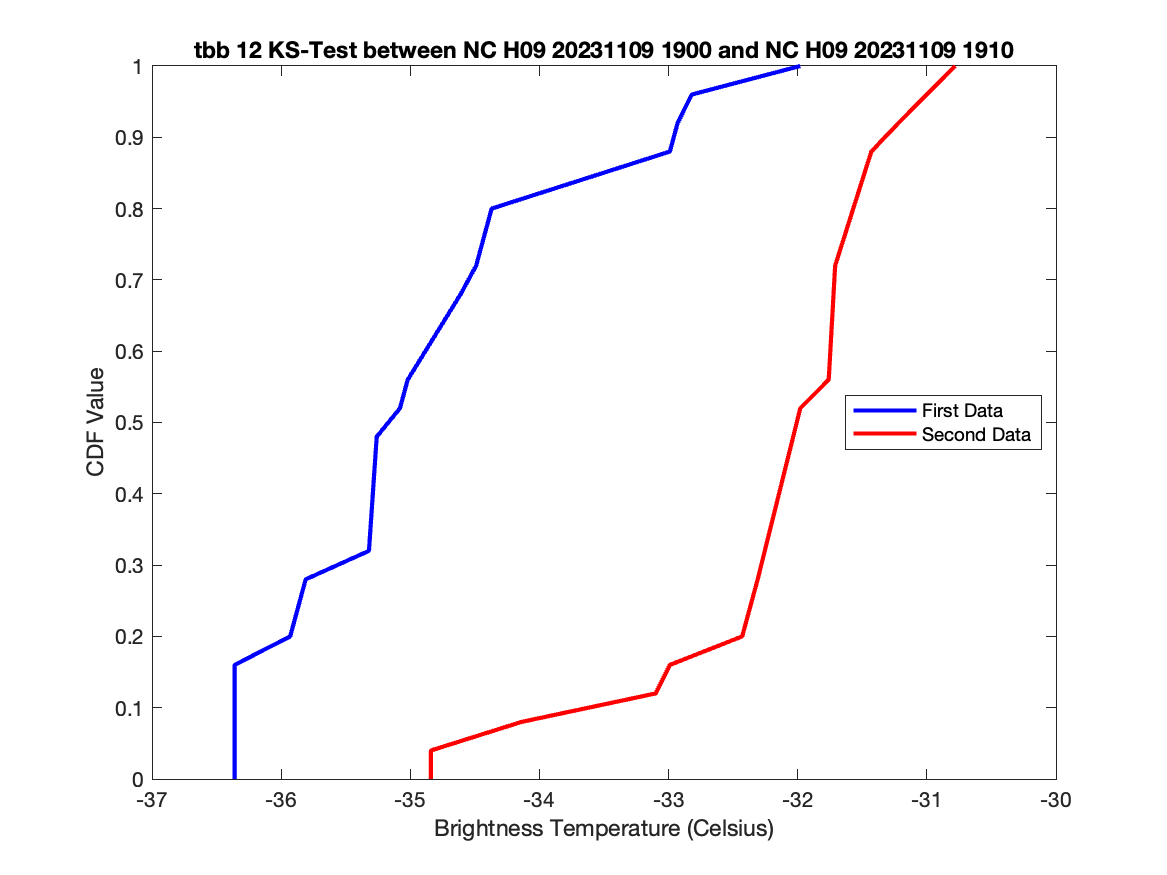 tbb 12 KS-Test between NC H09 20231109 1900 and NC H09 20231109 1910
1
0.9
0.8
0.7
0.6
0.5
0.4
0.3
0.2
0.1
0
CDF Value
First Data
Second Data
-37 -36 -35 -34 -33 -32 -31 -30
Brightness Temperature (Celsius)